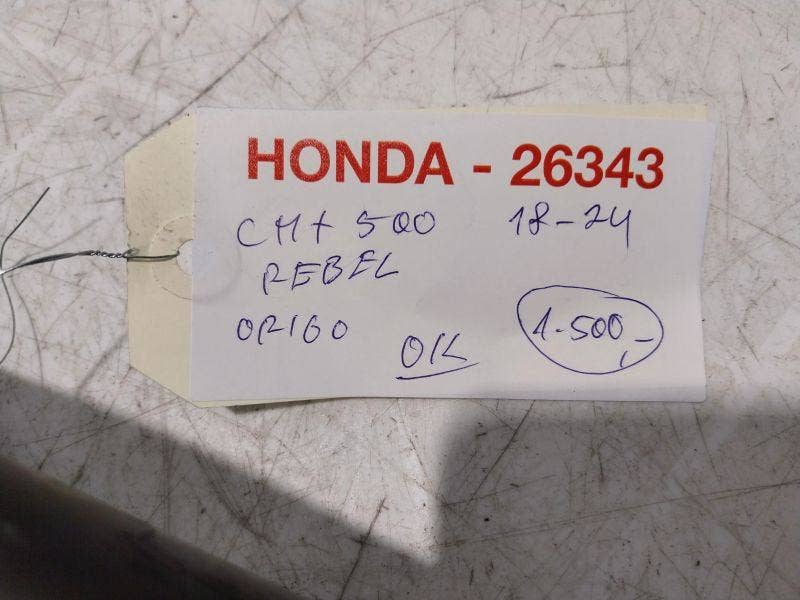 HONDA - 26343
CMX 500 18-24
REBEL
ORIGO
OK
1.500,-